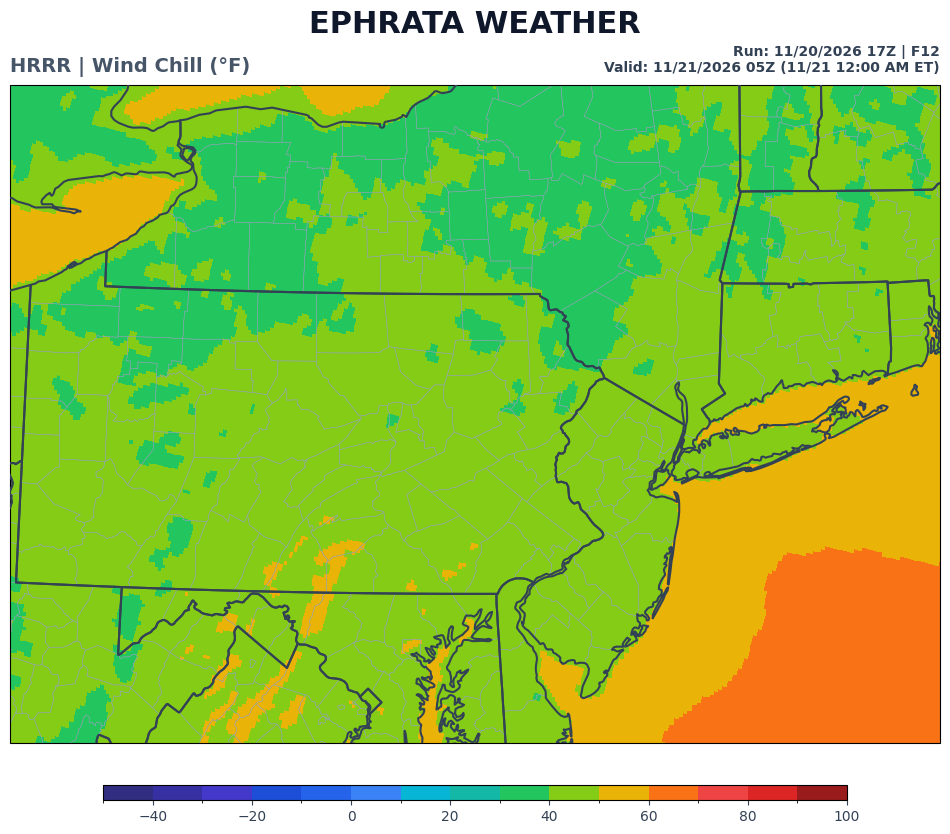 EPHRATA WEATHER
HRRR | Wind Chill (°F)
Run: 11/20/2026 17Z | F12
Valid: 11/21/2026 05Z (11/21 12:00 AM ET)
−40 −20 0 20 40 60 80 100